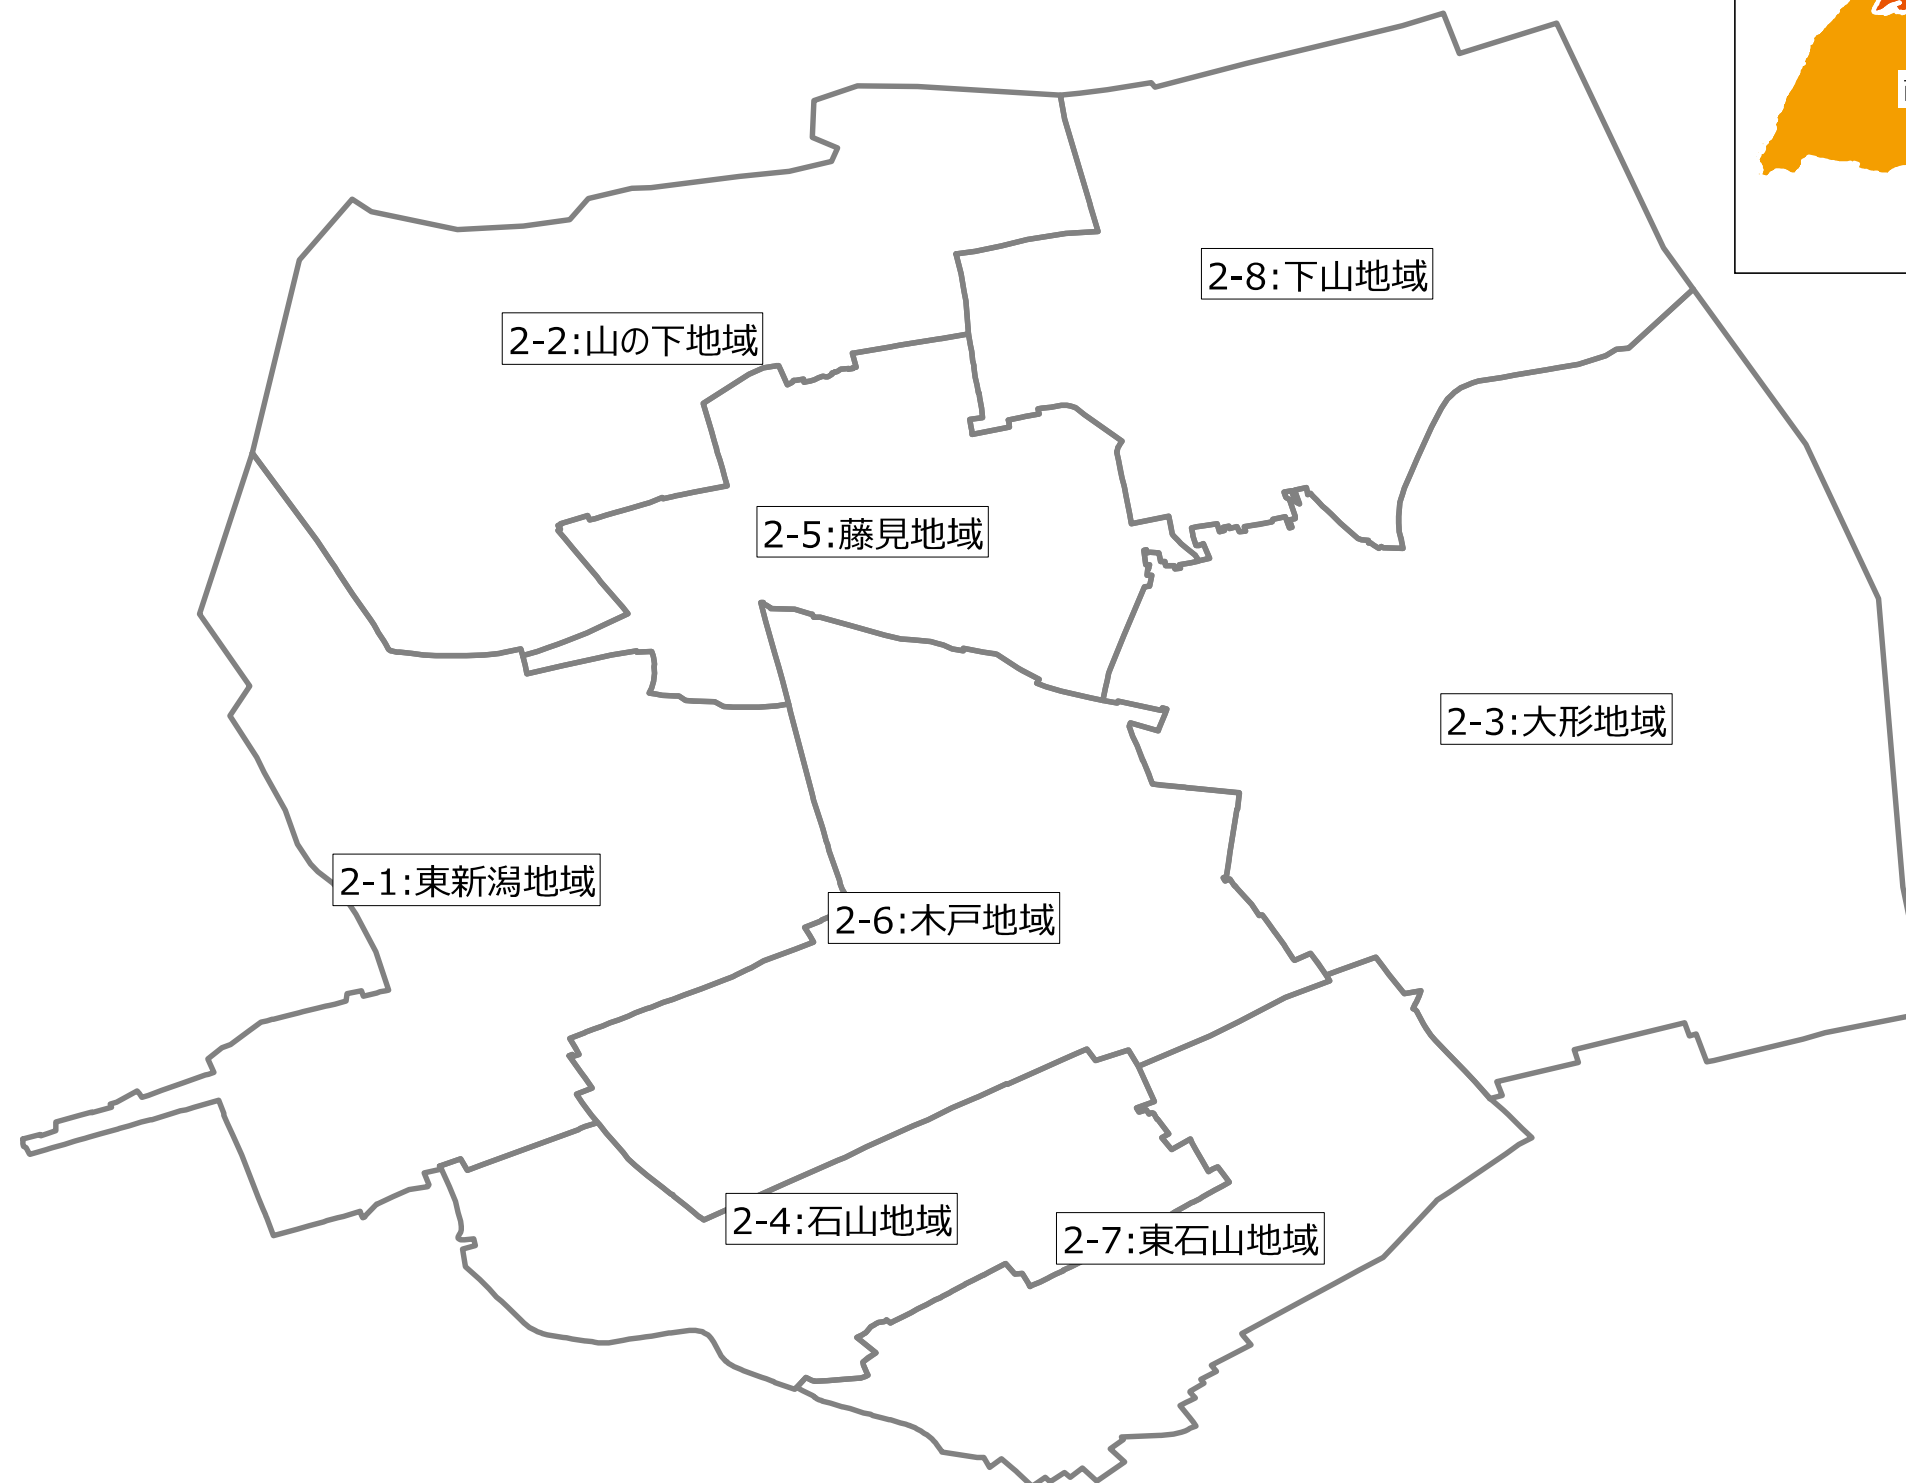 2-8:下山地域
2-2:山の下地域
2-5:藤見地域
2-3:大形地域
2-1:東新潟地域
2-6:木戸地域
2-4:石山地域
2-7:東石山地域